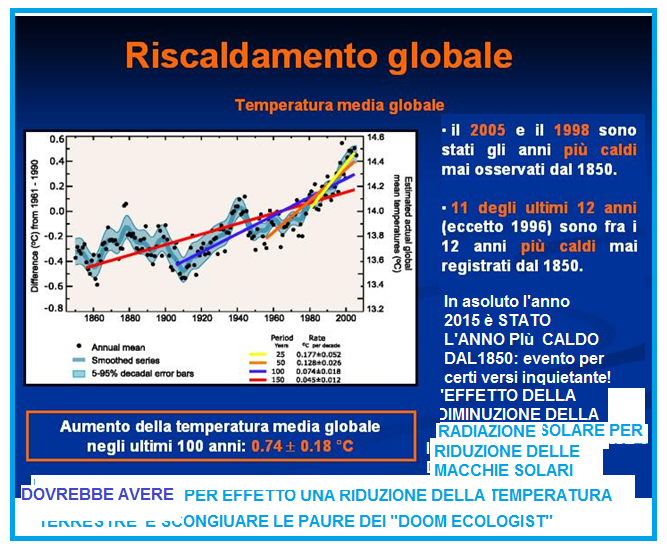 Riscaldamento globale
Temperatura media globale
0.6
0.4
0.2
0.0
-0.2
-0.4
-0.6
-0.8
Difference (ºC) from 1961 - 1990
14.6
14.4
14.2
14.0
13.8
13.6
13.4
13.2
Estimated actual global
mean temperatures (ºC)
1860 1880 1900 1920 1940 1960 1980 2000
Annual mean
Smoothed series
5-95% decadal error bars
Period Rate
Years ºC per decade
25 0.177±0.052
50 0.128±0.026
100 0.074±0.018
150 0.045±0.012
• il 2005 e il 1998 sono
stati gli anni più caldi
mai osservati dal 1850.
• 11 degli ultimi 12 anni
(eccetto 1996) sono fra i
12 anni più caldi mai
registrati dal 1850.
In asoluto l'anno
2015 è STATO
L'ANNO PIù CALDO
DAL1850: evento per
certi versi inquietante!
'EFFETTO DELLA
DIMINUZIONE DELLA
RADIAZIONE SOLARE PER
RIDUZIONE DELLE
MACCHIE SOLARI
Aumento della temperatura media globale
negli ultimi 100 anni: 0.74 ± 0.18 °C
DOVREBBE AVERE PER EFFETTO UNA RIDUZIONE DELLA TEMPERATURA
TERRESTRE E SCONGIUARE LE PAURE DEI "DOOM ECOLOGIST"